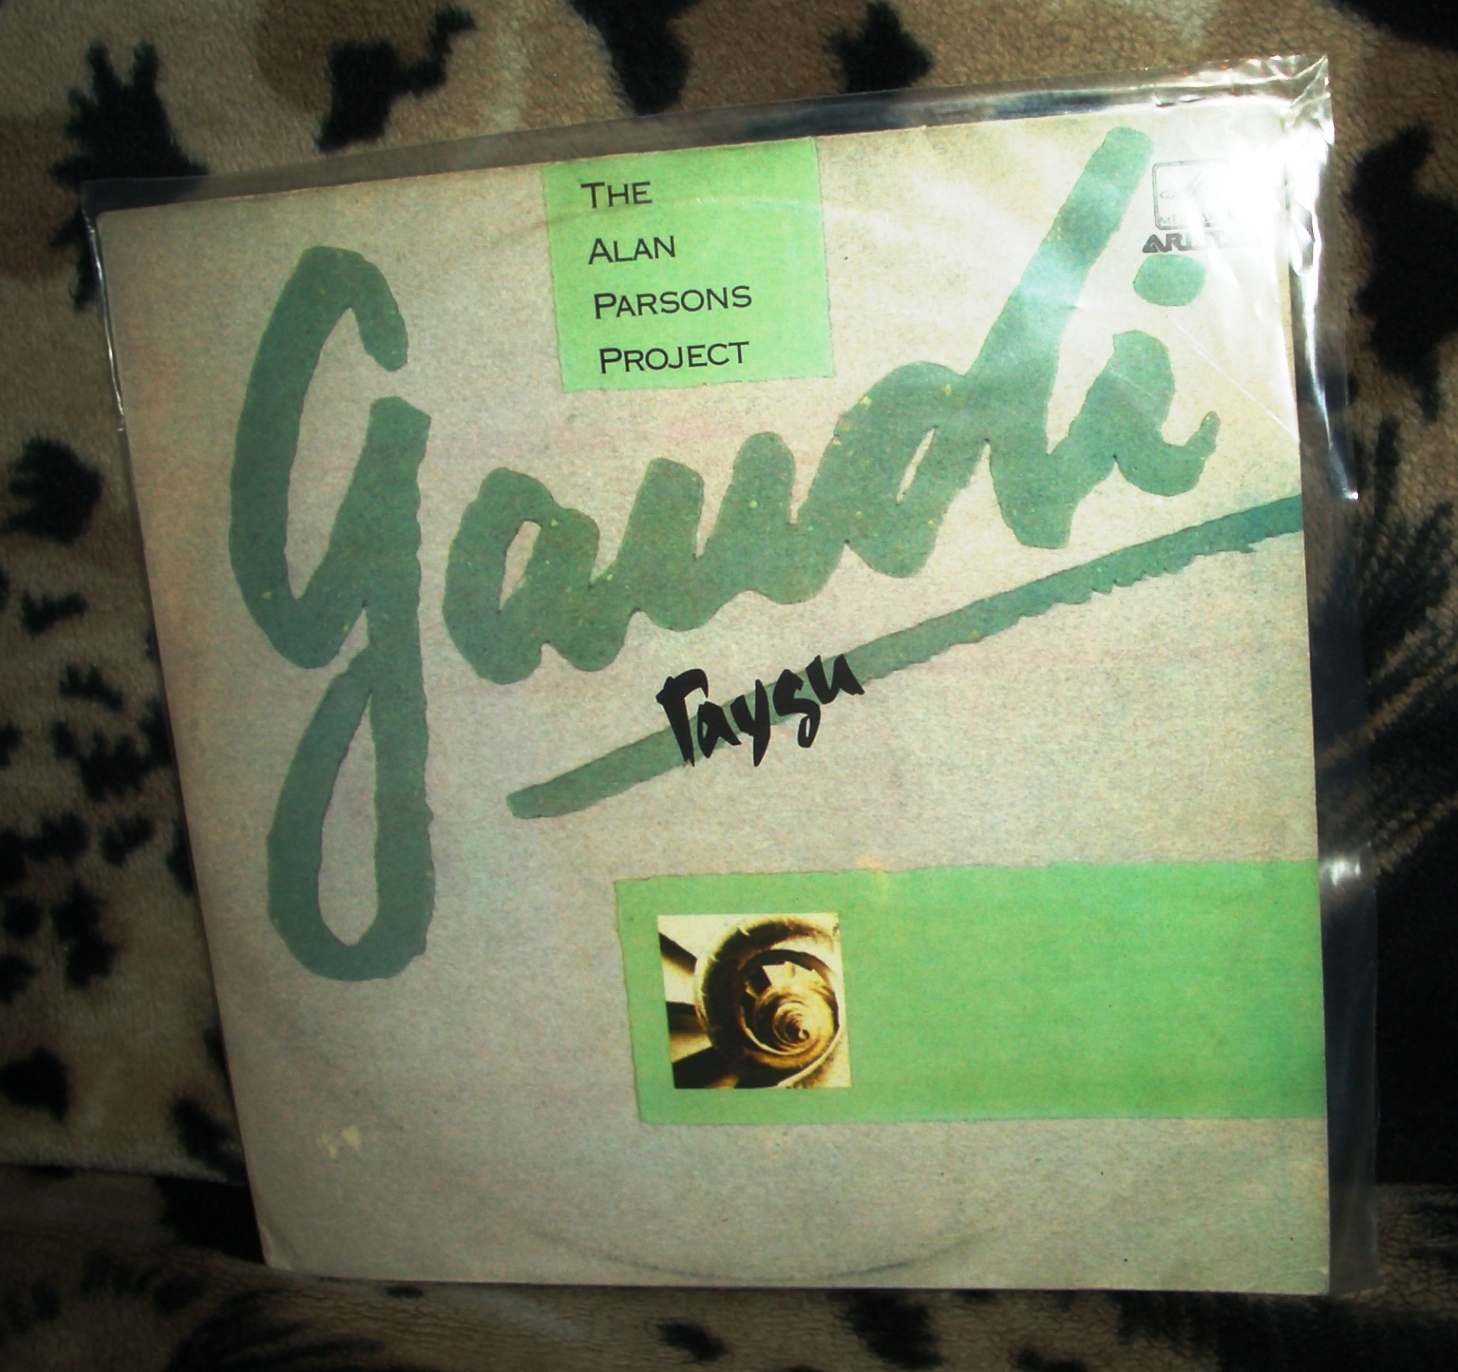 THE
ALAN
PARSONS
PROJECT
gaudi
Гауди